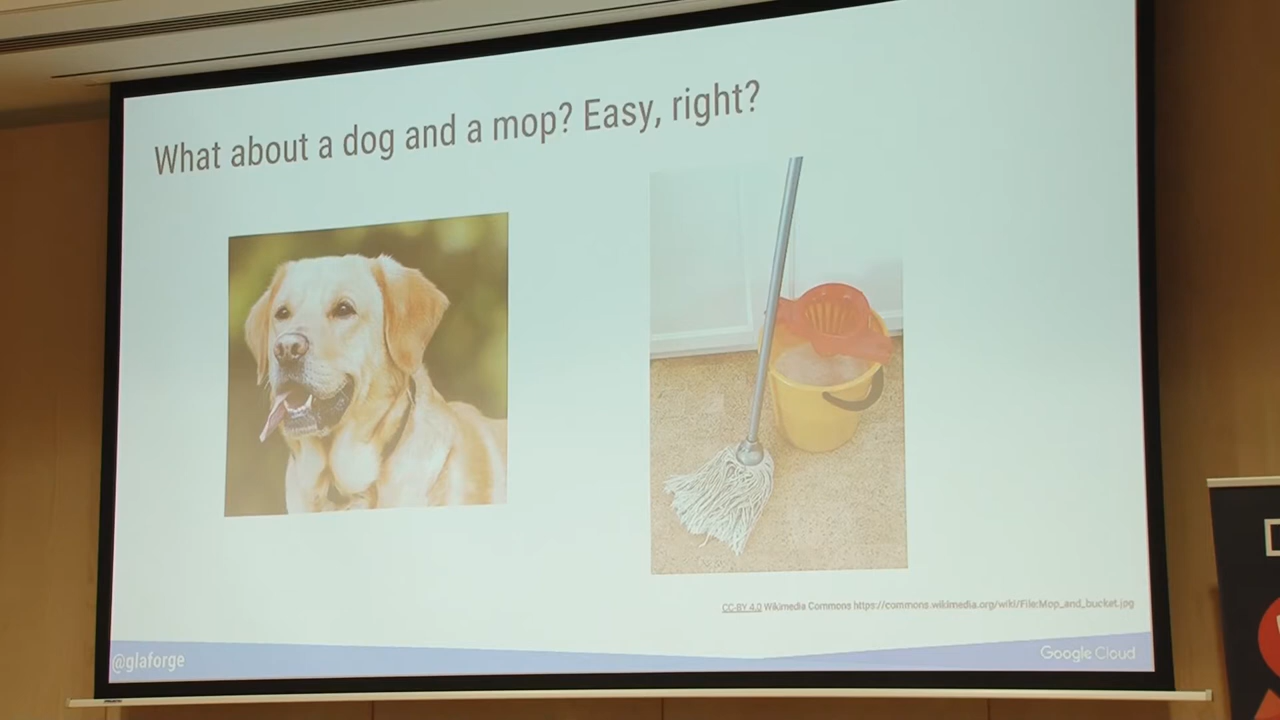 What about a dog and a mop? Easy, right?
CC-BY 4.0 Wikimedia Commons https://commons.wikimedia.org/wiki/File:Mop_and_bucket.jpg
@glaforge
Google Cloud